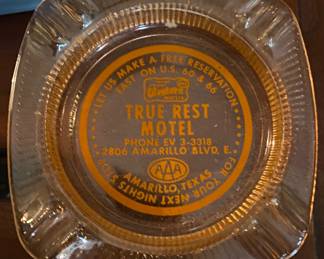 LET US MAKE A FREE RESERVATION
EAST ON U.S. 60 & 66
TRUE REST
MOTEL
PHONE EV 3-3318
2806 AMARILLO BLVD. E.
AAA
AMARILLO, TEXAS
FOR YOUR NEXT NIGHTS STOP